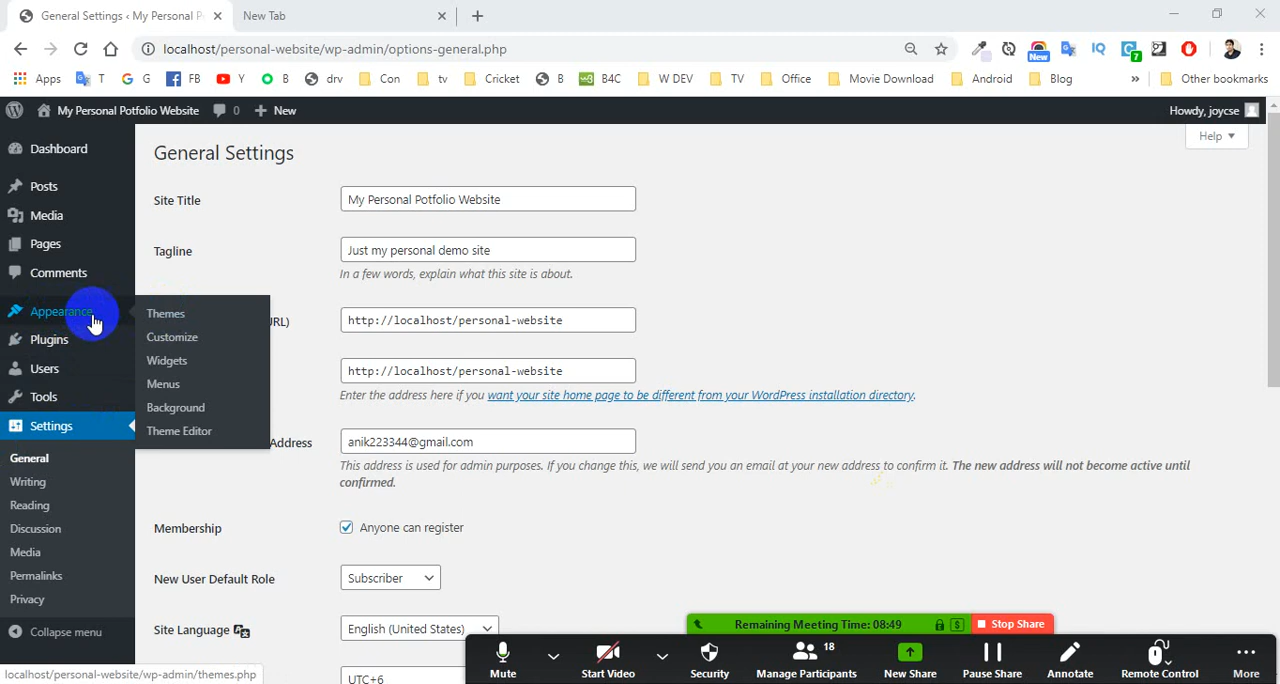 General Settings ‹ My Personal P
New Tab
localhost/personal-website/wp-admin/options-general.php
New
IQ
C
7
Apps
T
G
FB
Y
B
drv
Con
tv
Cricket
B
B4C
W DEV
TV
Office
Movie Download
Android
Blog
»
Other bookmarks
My Personal Potfolio Website
0
New
Howdy, joycse
Help
Dashboard
Posts
Media
Pages
Comments
Appearance
Plugins
Users
Tools
Settings
General
Writing
Reading
Discussion
Media
Permalinks
Privacy
Collapse menu
Themes
Customize
Widgets
Menus
Background
Theme Editor
General Settings
Site Title
My Personal Potfolio Website
Tagline
Just my personal demo site
In a few words, explain what this site is about.
RL)
http://localhost/personal-website
http://localhost/personal-website
Enter the address here if you want your site home page to be different from your WordPress installation directory.
Address
anik223344@gmail.com
This address is used for admin purposes. If you change this, we will send you an email at your new address to confirm it. The new address will not become active until
confirmed.
Membership
Anyone can register
New User Default Role
Subscriber
Site Language
English (United States)
UTC+6
Remaining Meeting Time: 08:49
$
Stop Share
Mute
Start Video
Security
18
Manage Participants
New Share
Pause Share
Annotate
Remote Control
More
localhost/personal-website/wp-admin/themes.php